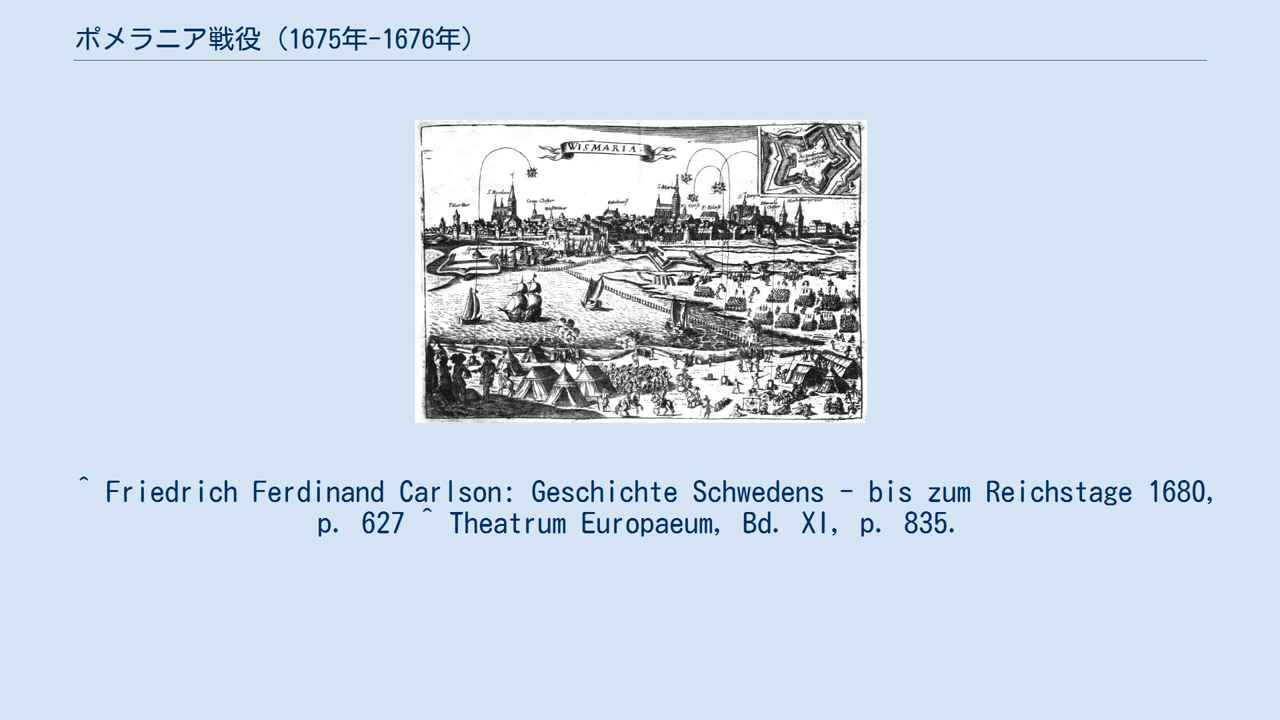 ポメラニア戦役（1675年-1676年）
WISMARIA
^ Friedrich Ferdinand Carlson: Geschichte Schwedens – bis zum Reichstage 1680,
p. 627 ^ Theatrum Europaeum, Bd. XI, p. 835.